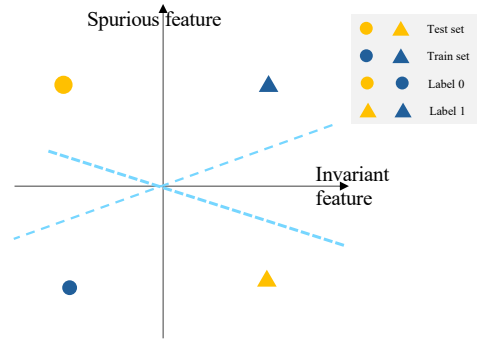 Spurious feature
Test set
Train set
Label 0
Label 1
Invariant
feature